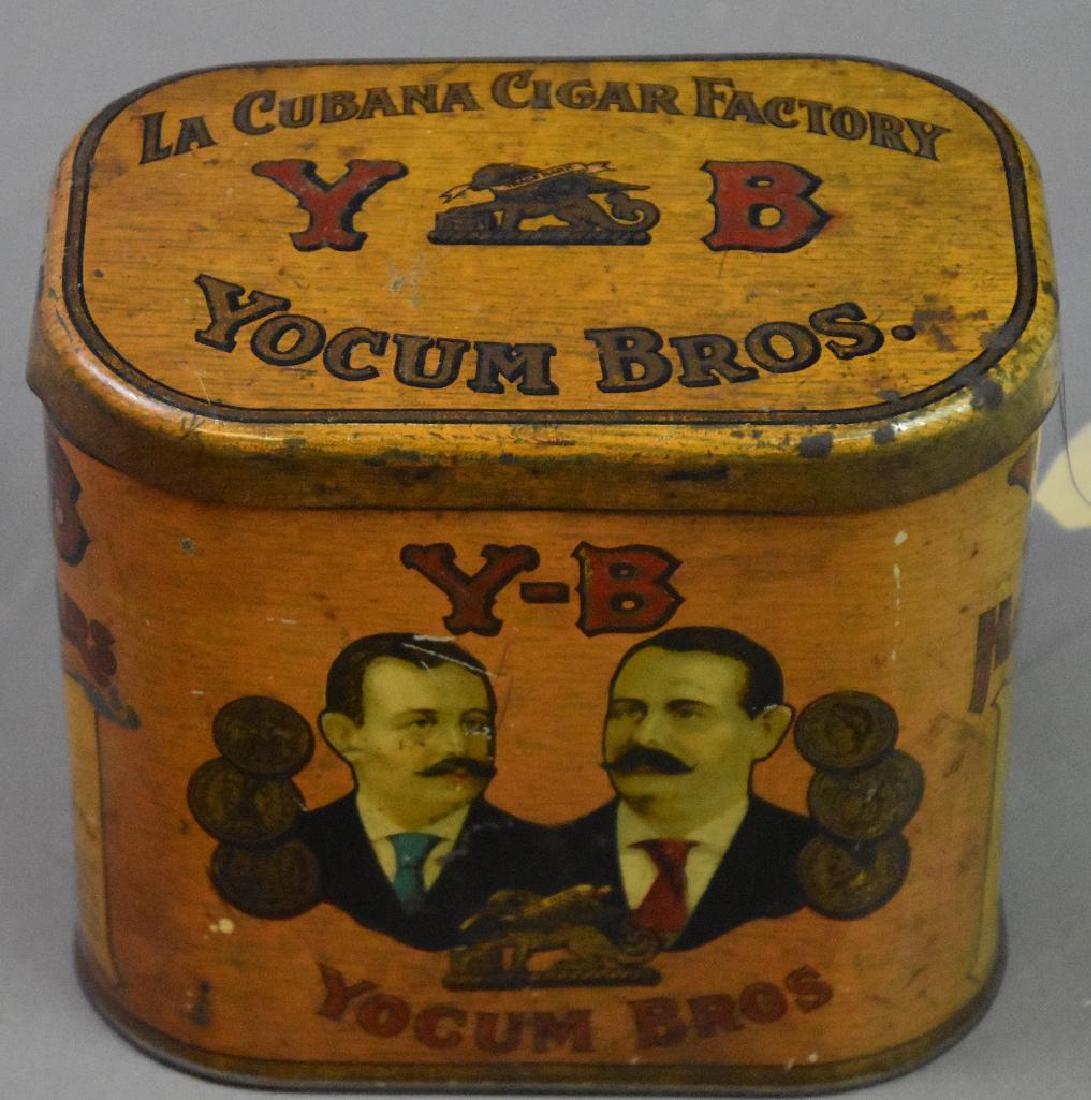 LA CUBANA CIGAR FACTORY
Y B
YOCUM BROS.
Y-B
YOCUM BROS